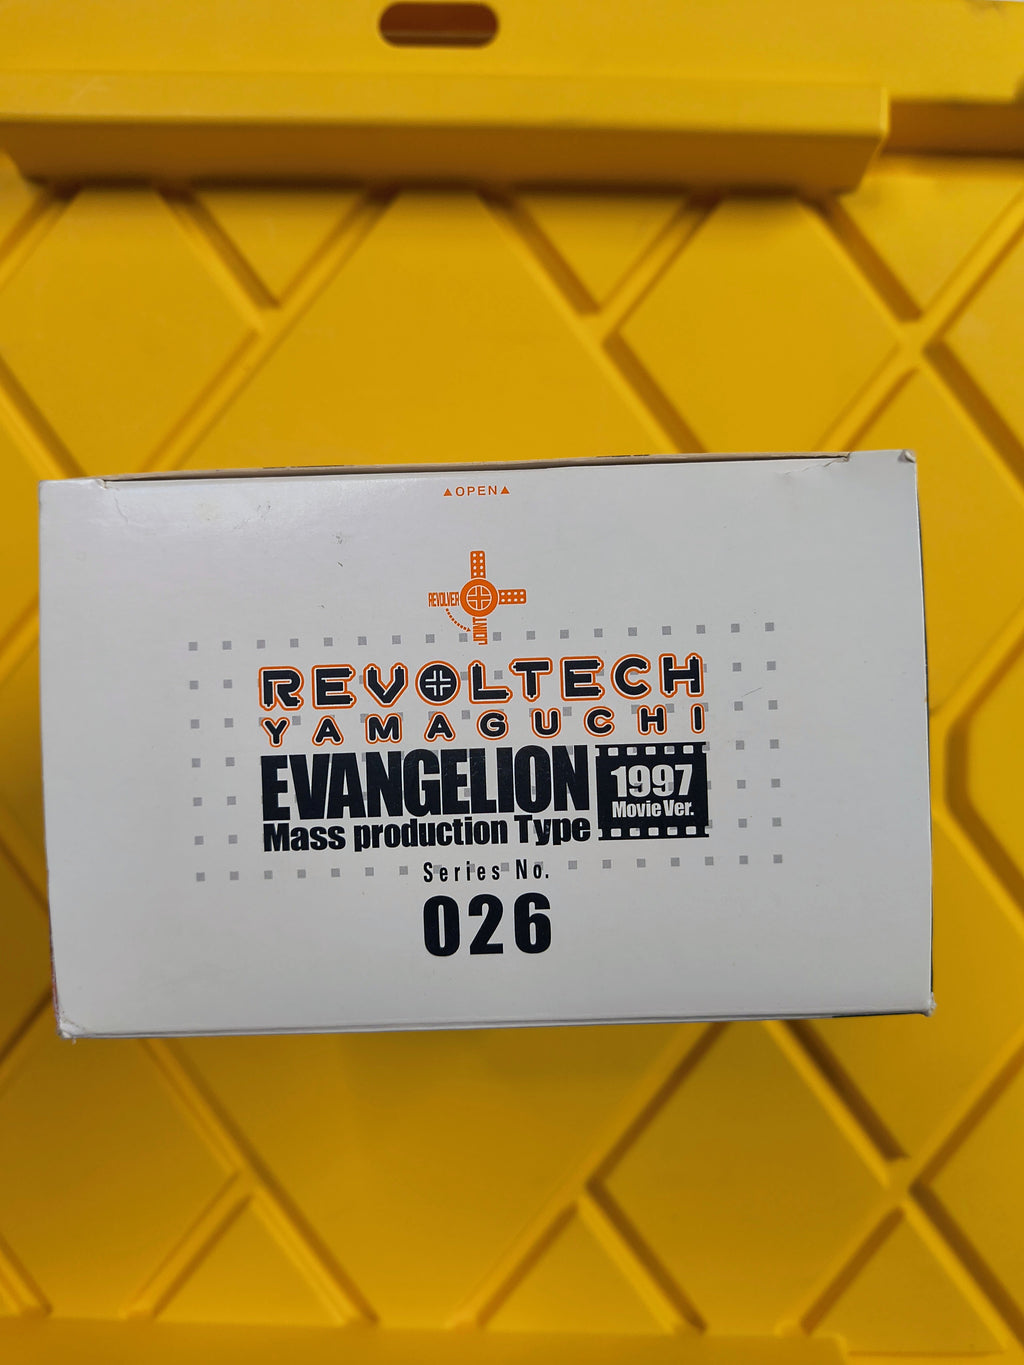 ▲OPEN▲
REVOLVER
JOINT
REVOLTECH
YAMAGUCHI
EVANGELION
Mass production Type
1997
Movie Ver.
Series No.
026